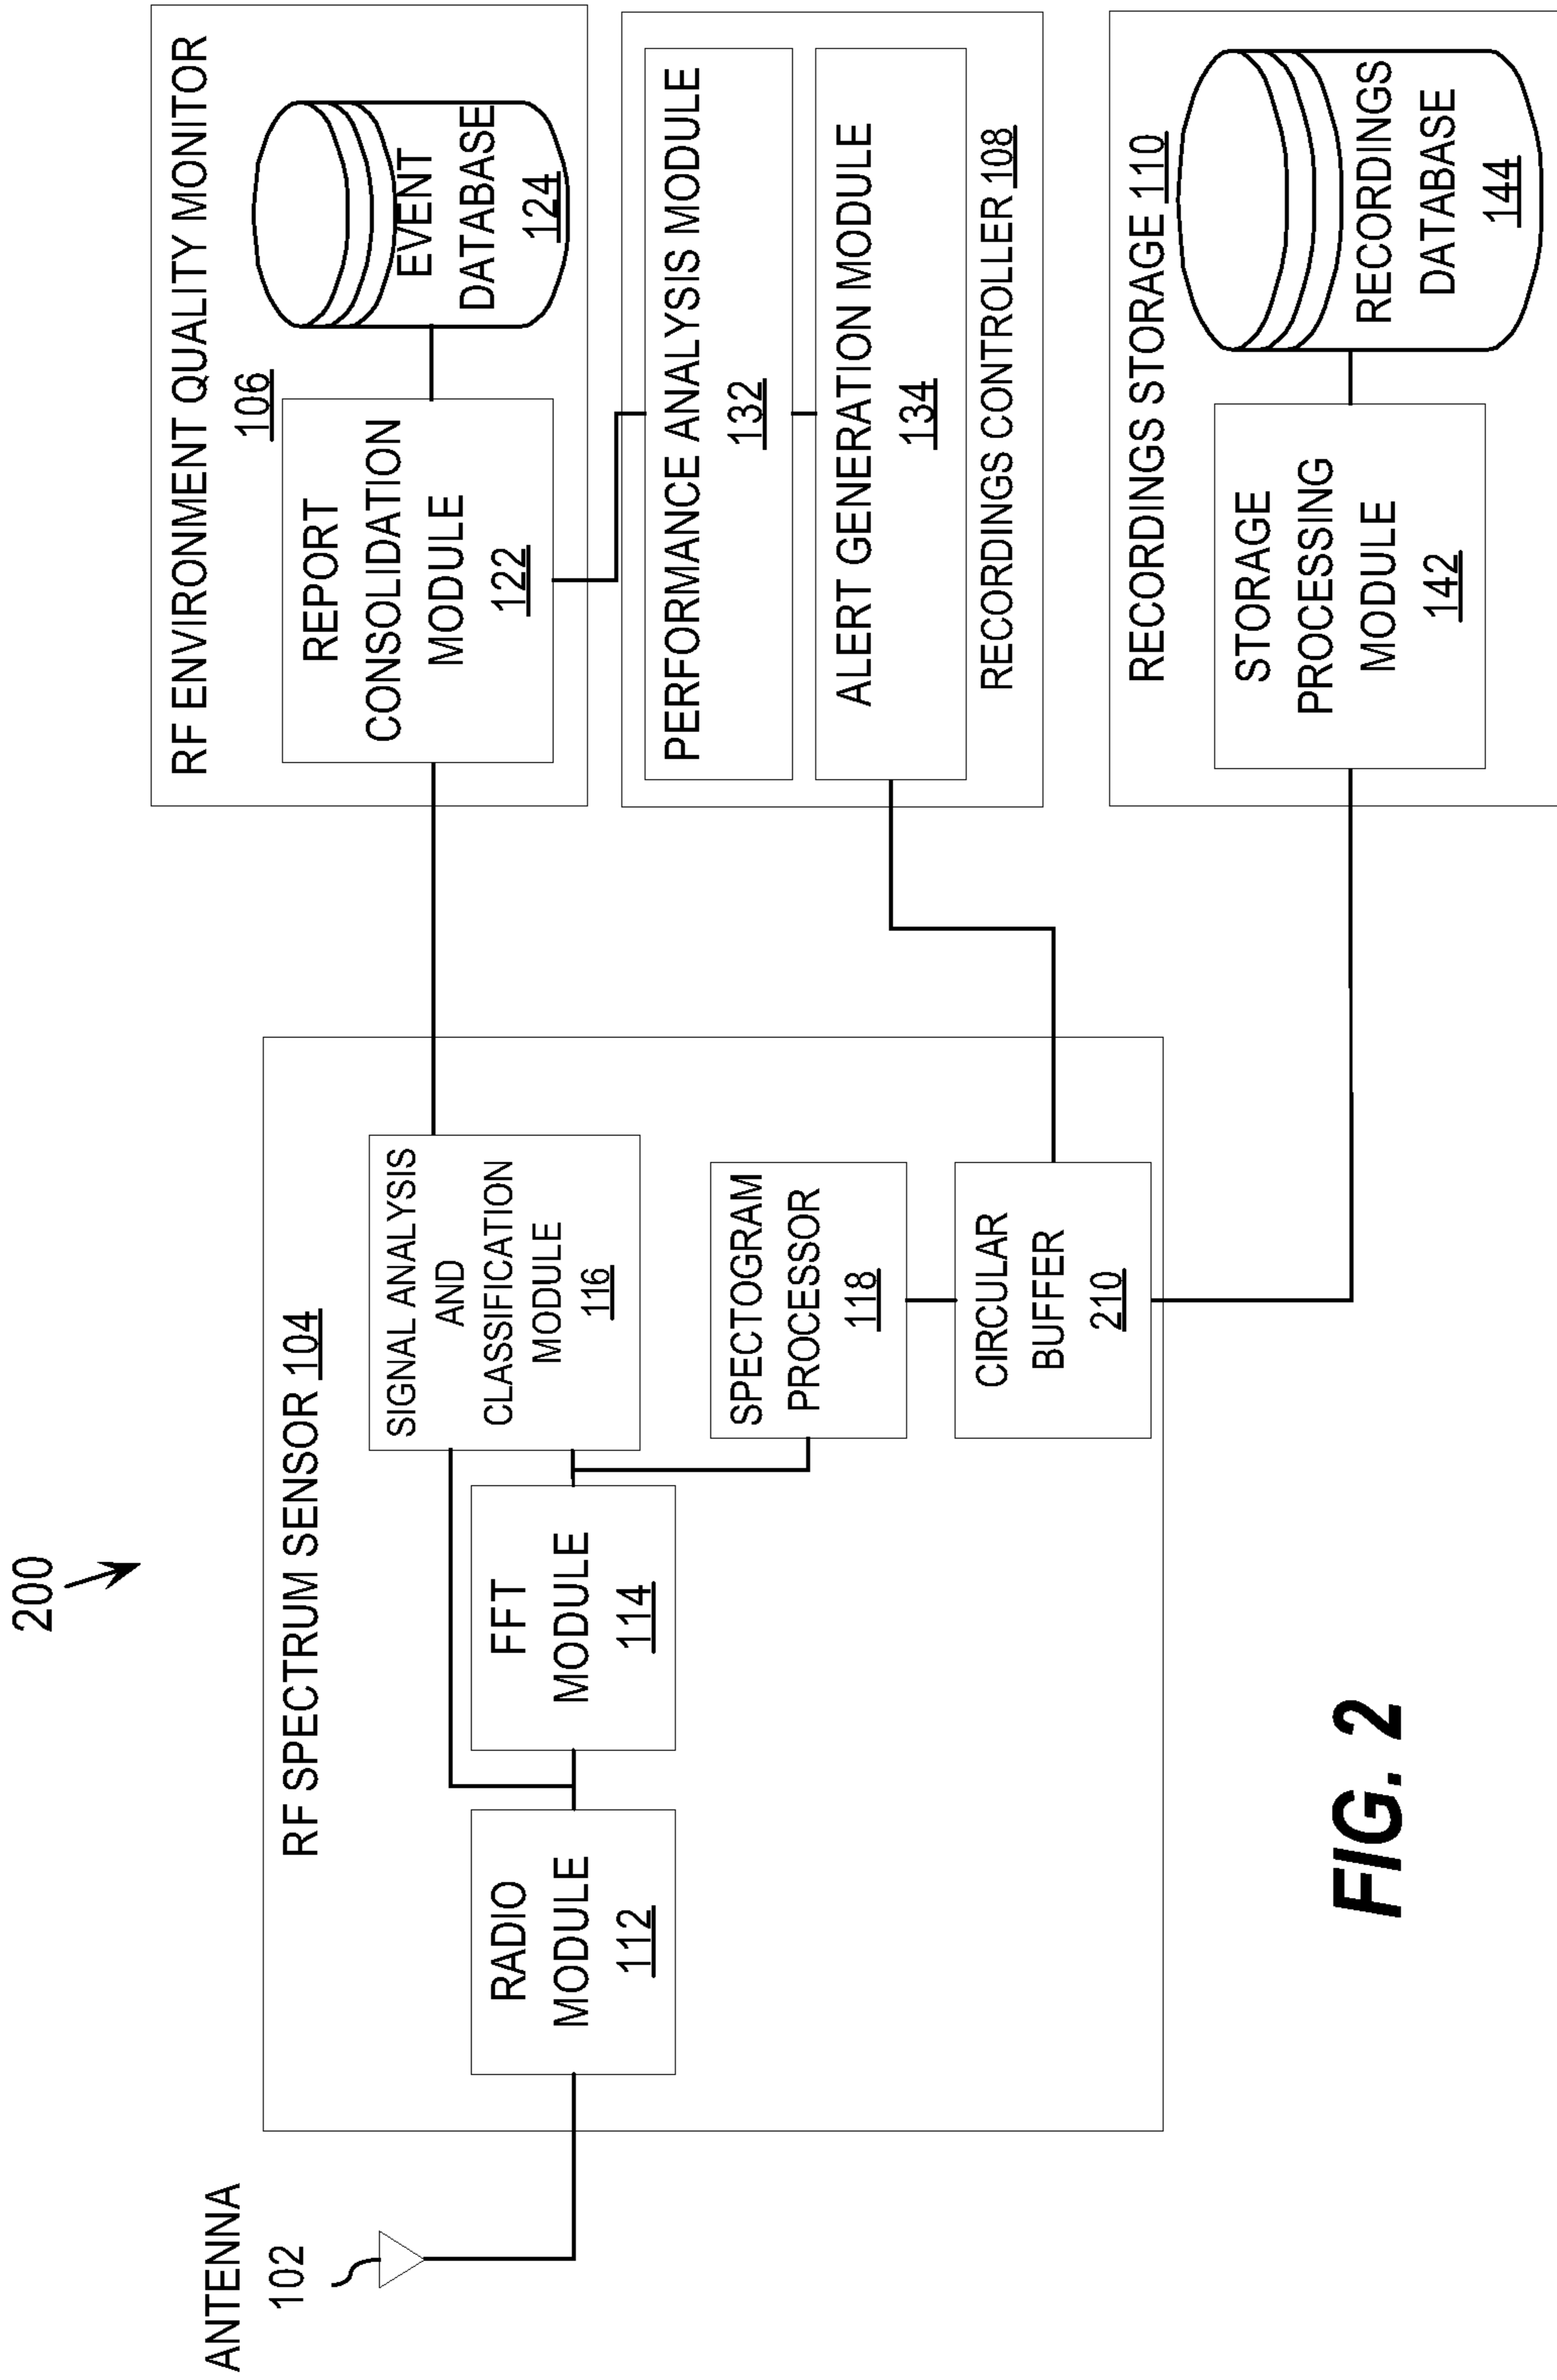 200
ANTENNA
102
RF SPECTRUM SENSOR 104
RADIO
MODULE
112
FFT
MODULE
114
SIGNAL ANALYSIS
AND
CLASSIFICATION
MODULE
116
SPECTOGRAM
PROCESSOR
118
CIRCULAR
BUFFER
210
RF ENVIRONMENT QUALITY MONITOR
106
REPORT
CONSOLIDATION
MODULE
122
EVENT
DATABASE
124
PERFORMANCE ANALYSIS MODULE
132
ALERT GENERATION MODULE
134
RECORDINGS CONTROLLER 108
RECORDINGS STORAGE 110
STORAGE
PROCESSING
MODULE
142
RECORDINGS
DATABASE
144
FIG. 2